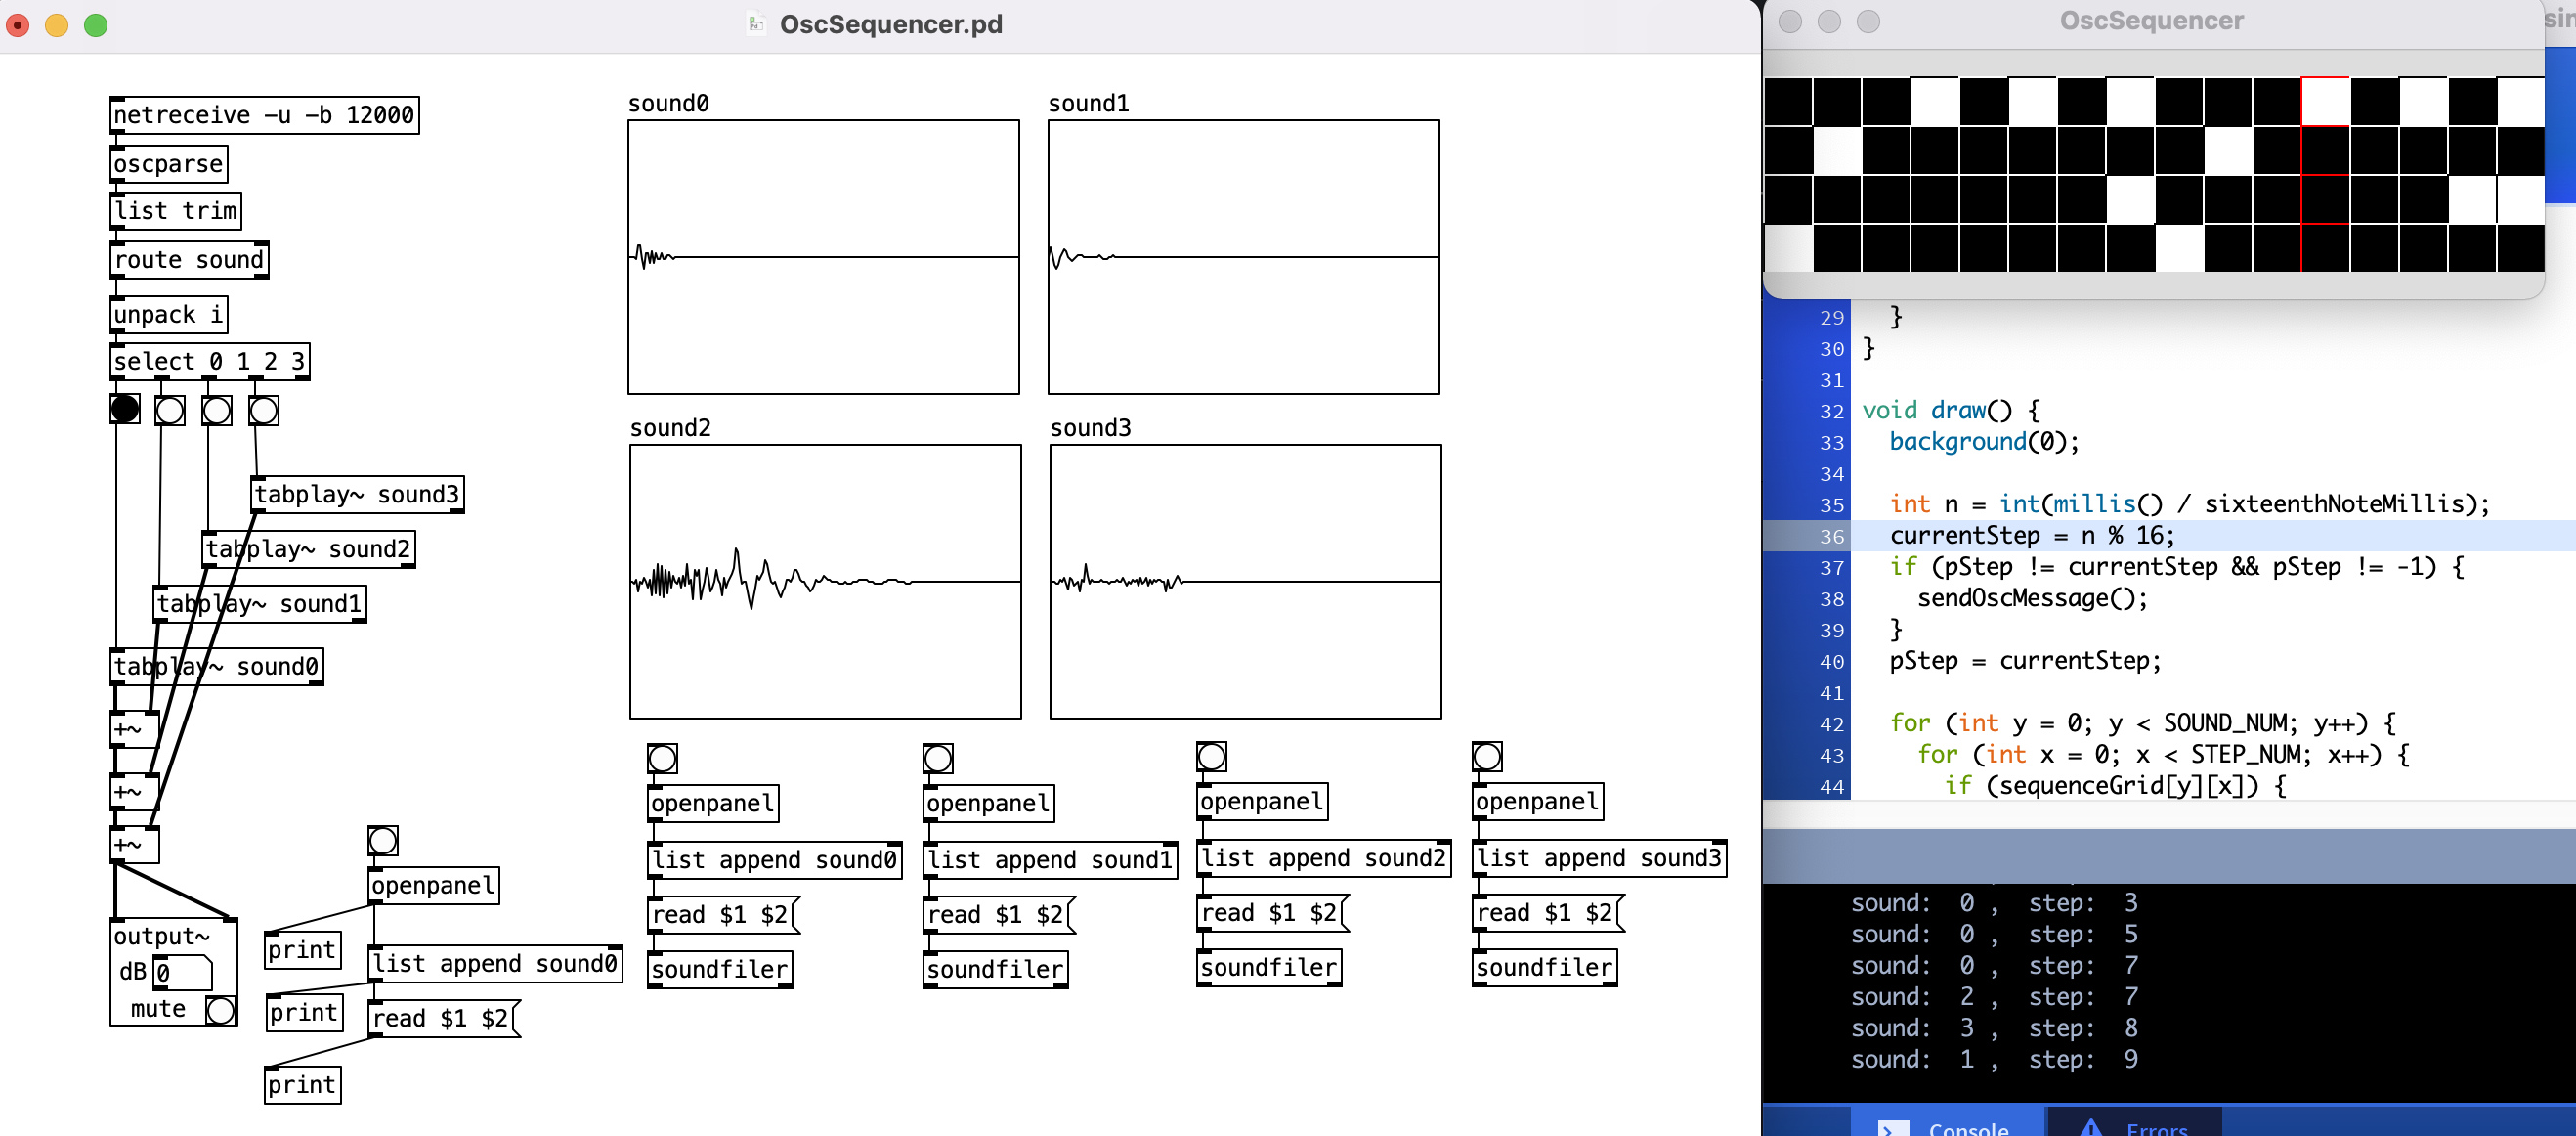 OscSequencer.pd
netreceive -u -b 12000
oscparse
list trim
route sound
unpack i
select 0 1 2 3
tabplay~ sound3
tabplay~ sound2
tabplay~ sound1
tabplay~ sound0
+~
+~
+~
output~
dB 0
mute
openpanel
print
list append sound0
print
read $1 $2
print
sound0
sound1
sound2
sound3
openpanel
list append sound0
read $1 $2
soundfiler
openpanel
list append sound1
read $1 $2
soundfiler
openpanel
list append sound2
read $1 $2
soundfiler
openpanel
list append sound3
read $1 $2
soundfiler
OscSequencer
29 }
30 }
31
32 void draw() {
33 background(0);
34
35 int n = int(millis() / sixteenthNoteMillis);
36 currentStep = n % 16;
37 if (pStep != currentStep && pStep != -1) {
38 sendOscMessage();
39 }
40 pStep = currentStep;
41
42 for (int y = 0; y < SOUND_NUM; y++) {
43 for (int x = 0; x < STEP_NUM; x++) {
44 if (sequenceGrid[y][x]) {
sound: 0 , step: 3
sound: 0 , step: 5
sound: 0 , step: 7
sound: 2 , step: 7
sound: 3 , step: 8
sound: 1 , step: 9
Console
Errors